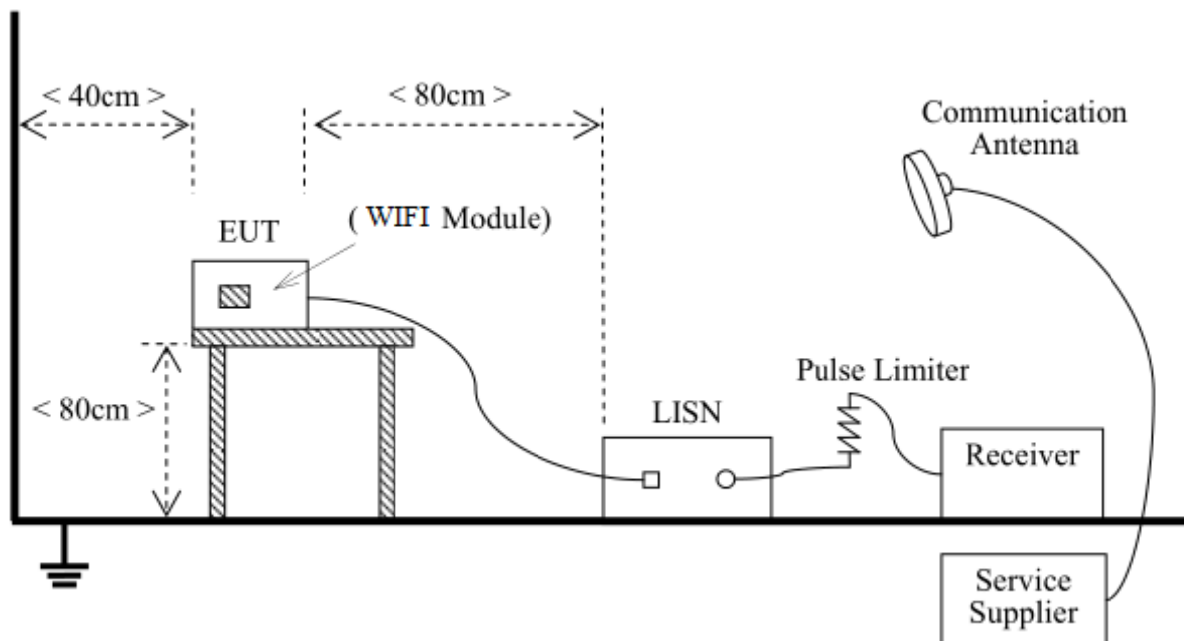 < 40cm >
< 80cm >
Communication
Antenna
( WIFI Module)
EUT
Pulse Limiter
< 80cm >
LISN
Receiver
Service
Supplier